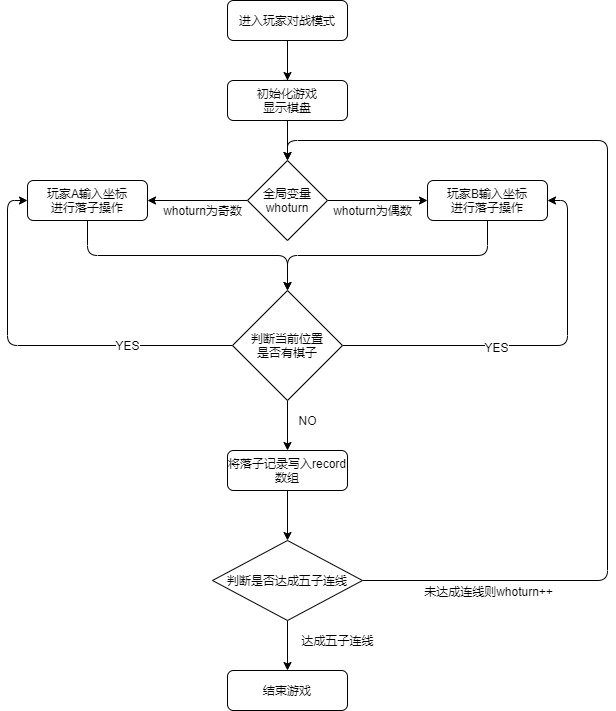 进入玩家对战模式
初始化游戏
显示棋盘
全局变量
whoturn
玩家A输入坐标
进行落子操作
whoturn为奇数
whoturn为偶数
玩家B输入坐标
进行落子操作
判断当前位置
是否有棋子
YES
YES
NO
将落子记录写入record
数组
判断是否达成五子连线
未达成连线则whoturn++
达成五子连线
结束游戏